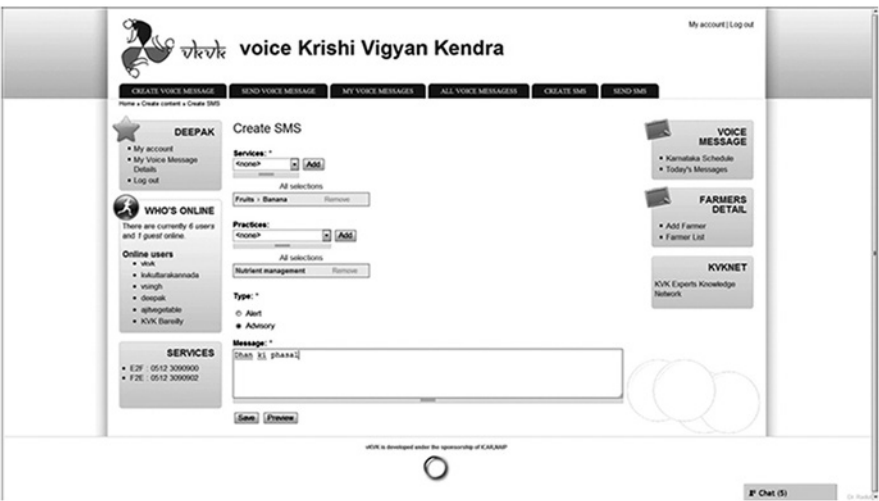 My account | Log out
vkvk voice Krishi Vigyan Kendra
CREATE VOICE MESSAGE SEND VOICE MESSAGE MY VOICE MESSAGES ALL VOICE MESSAGESS CREATE SMS SEND SMS
Home » Create content » Create SMS
DEEPAK
My account
My Voice Message
Details
Log out
WHO'S ONLINE
There are currently 6 users
and 1 guest online.
Online users
vkvk
kvkuttarakannada
vsingh
deepak
ajitvegetable
KVK Bareilly
SERVICES
E2F : 0512 3090900
F2E : 0512 3090902
Create SMS
Services: *
<none> Add
All selections
Fruits › Banana Remove
Practices:
<none> Add
All selections
Nutrient management Remove
Type: *
Alert
Advisory
Message: *
Dhan ki phasal
Save Preview
VOICE
MESSAGE
Karnataka Schedule
Today's Messages
FARMERS
DETAIL
Add Farmer
Farmer List
KVKNET
KVK Experts Knowledge
Network
vKVK is developed under the sponsorship of ICAR,NAIP
Chat (5)